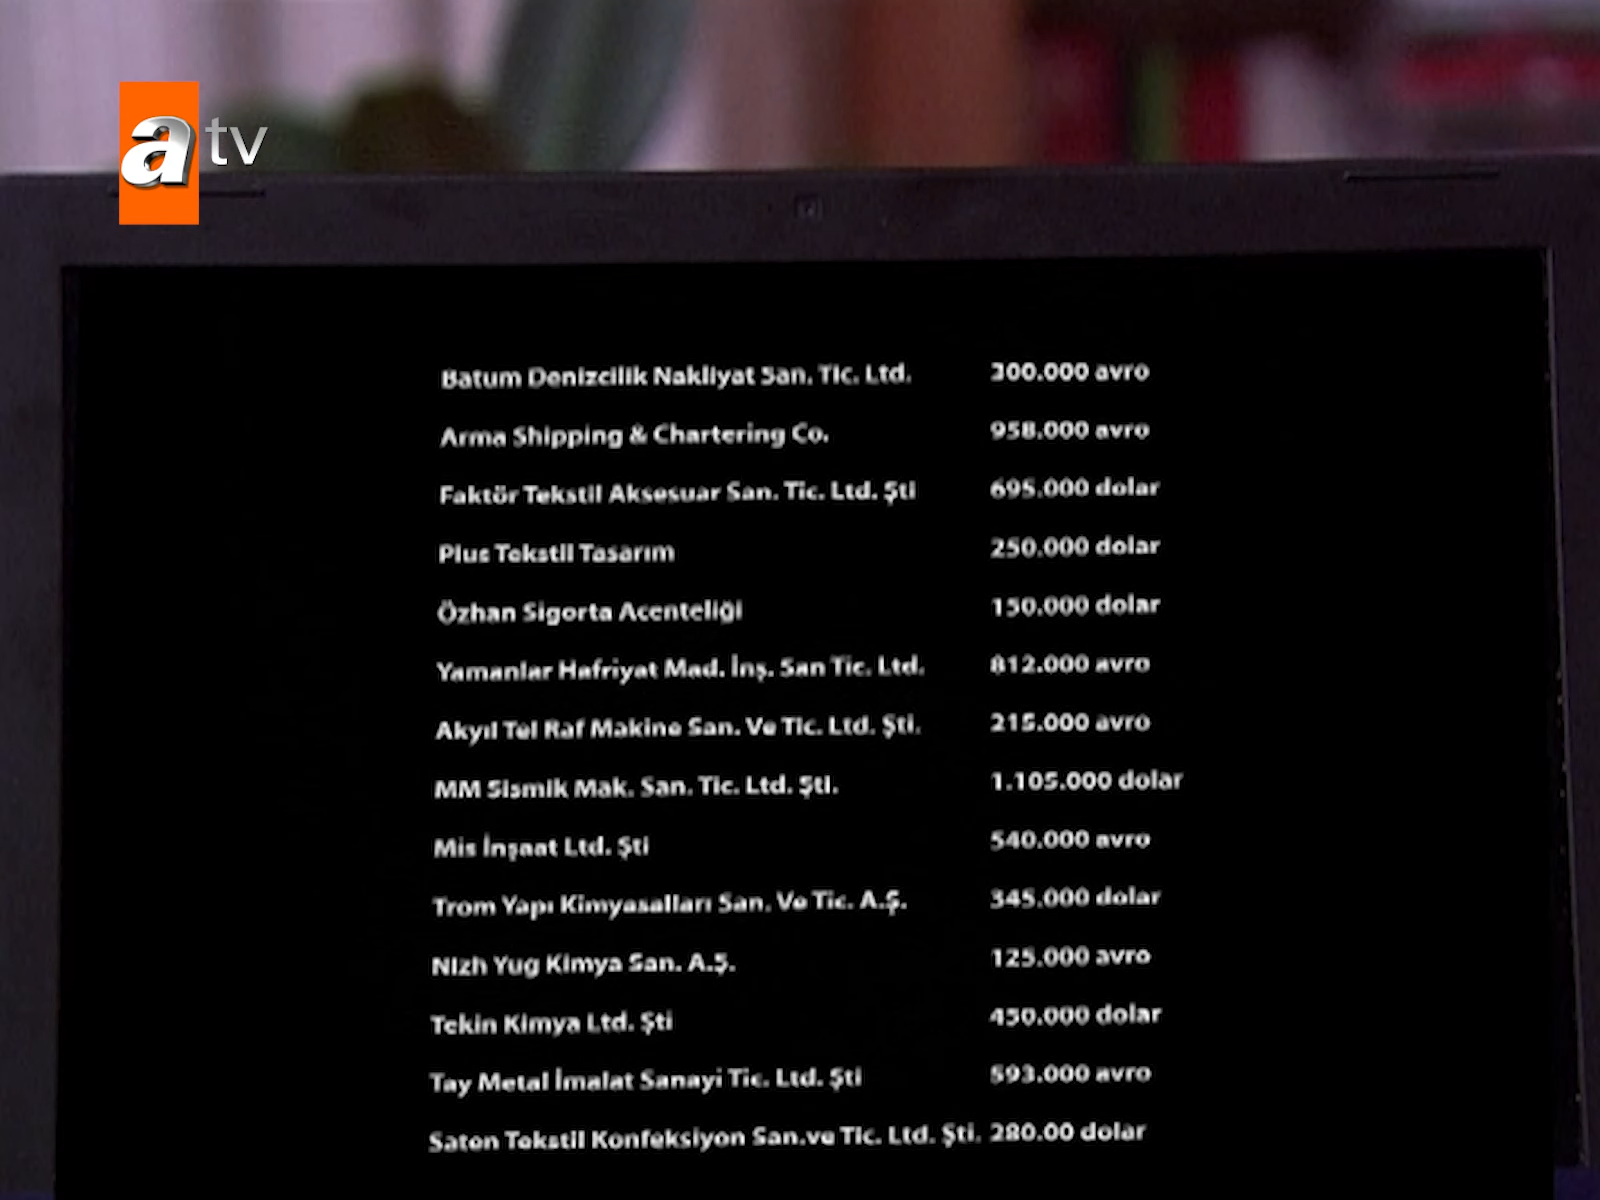 a tv
Batum Denizcilik Nakliyat San. Tic. Ltd. 300.000 avro
Arma Shipping & Chartering Co. 958.000 avro
Faktör Tekstil Aksesuar San. Tic. Ltd. Şti 695.000 dolar
Plus Tekstil Tasarım 250.000 dolar
Özhan Sigorta Acenteliği 150.000 dolar
Yamanlar Hafriyat Mad. İnş. San Tic. Ltd. 812.000 avro
Akyıl Tel Raf Makine San. Ve Tic. Ltd. Şti. 215.000 avro
MM Sismik Mak. San. Tic. Ltd. Şti. 1.105.000 dolar
Mis İnşaat Ltd. Şti 540.000 avro
Trom Yapı Kimyasalları San. Ve Tic. A.Ş. 345.000 dolar
Nizh Yug Kimya San. A.Ş. 125.000 avro
Tekin Kimya Ltd. Şti 450.000 dolar
Tay Metal İmalat Sanayi Tic. Ltd. Şti 593.000 avro
Saten Tekstil Konfeksiyon San.ve Tic. Ltd. Şti. 280.00 dolar